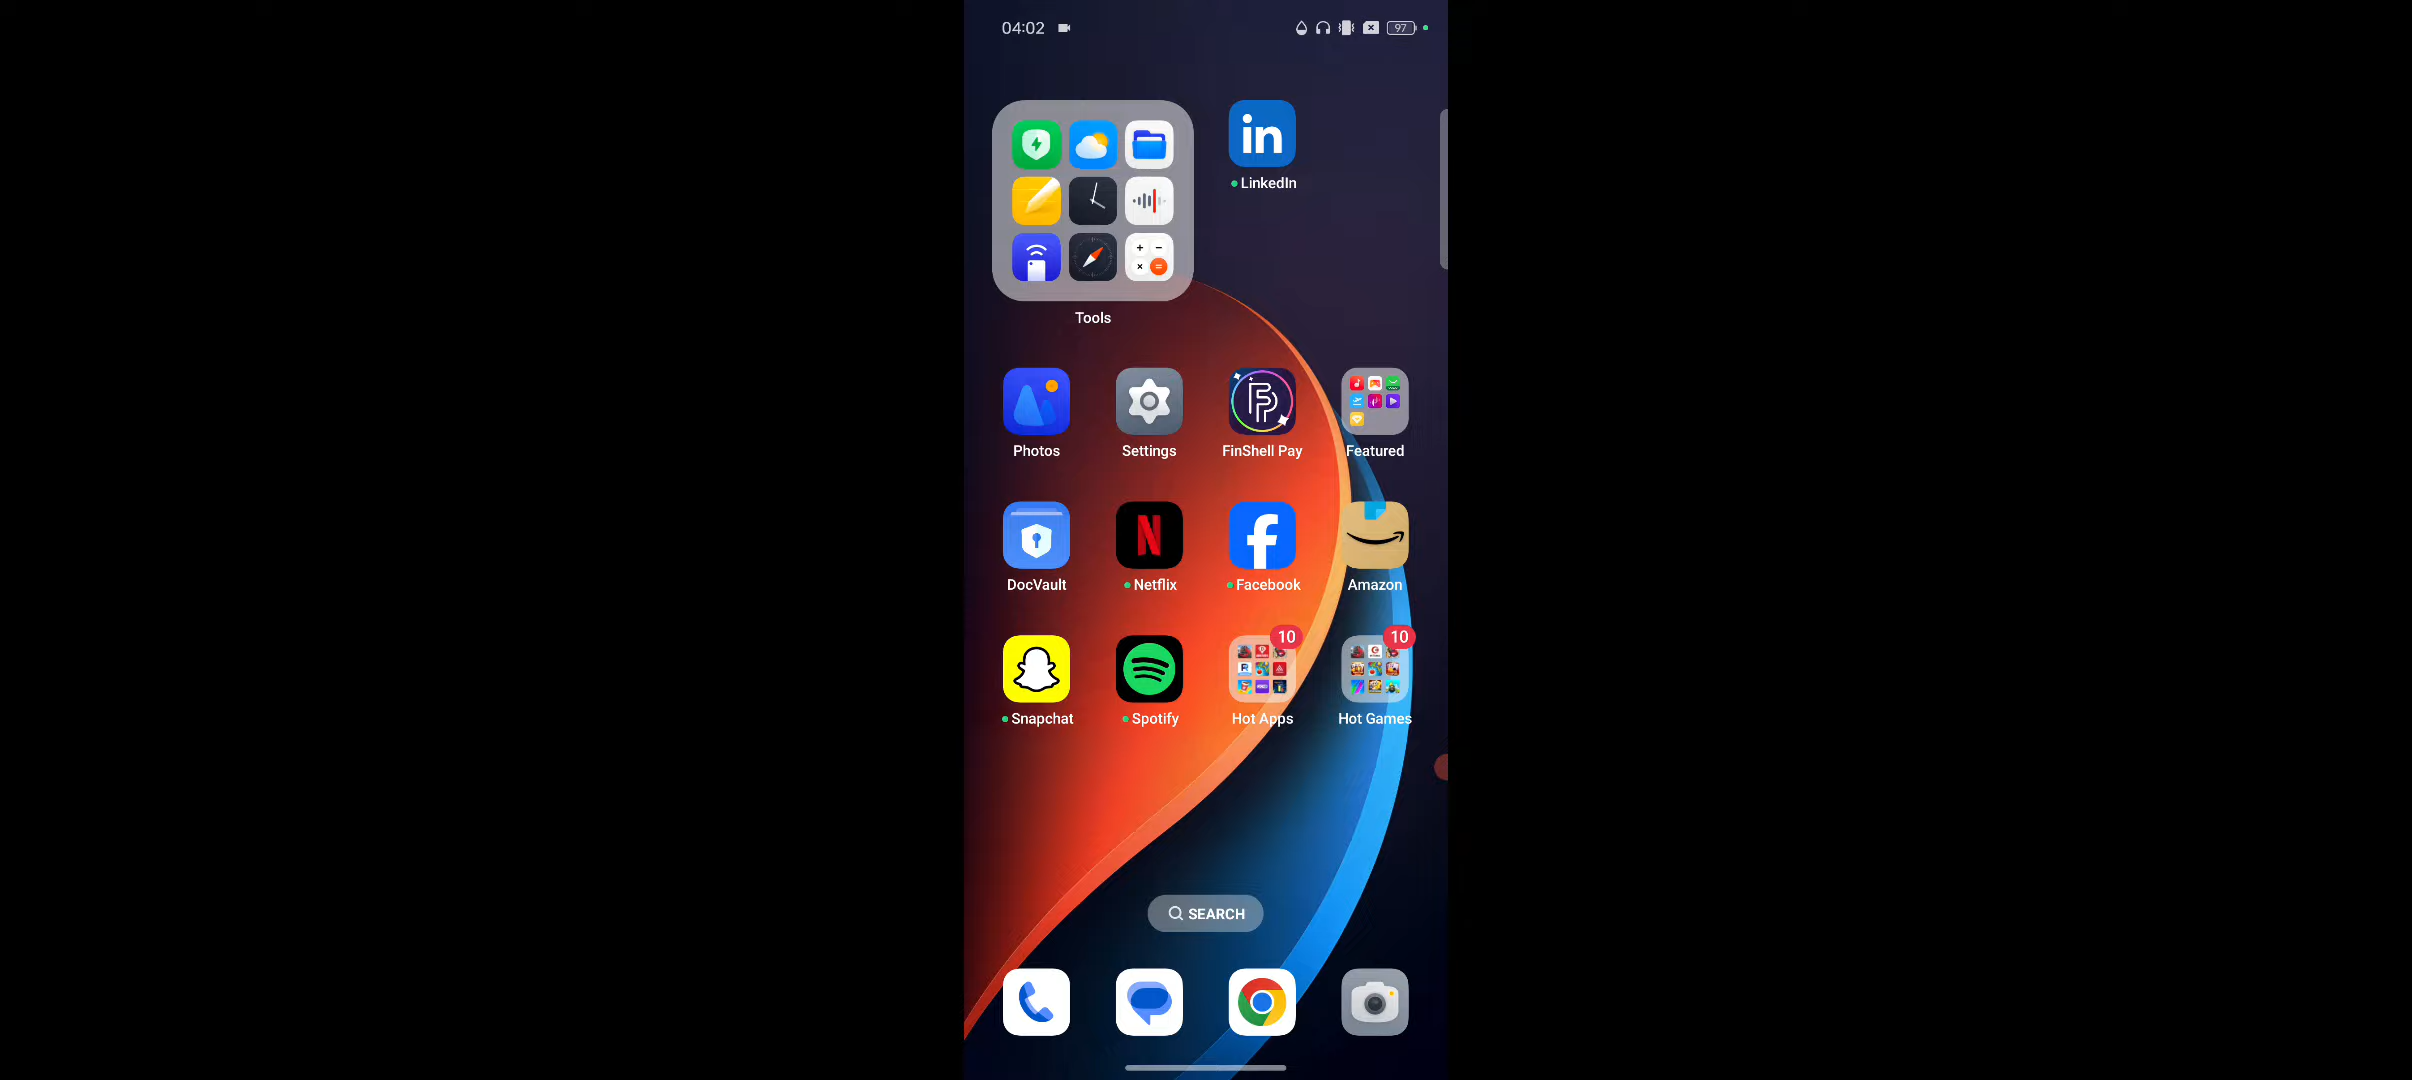 04:02
97
in
LinkedIn
Tools
Photos
Settings
FinShell Pay
Featured
DocVault
Netflix
Facebook
Amazon
10
10
Snapchat
Spotify
Hot Apps
Hot Games
SEARCH